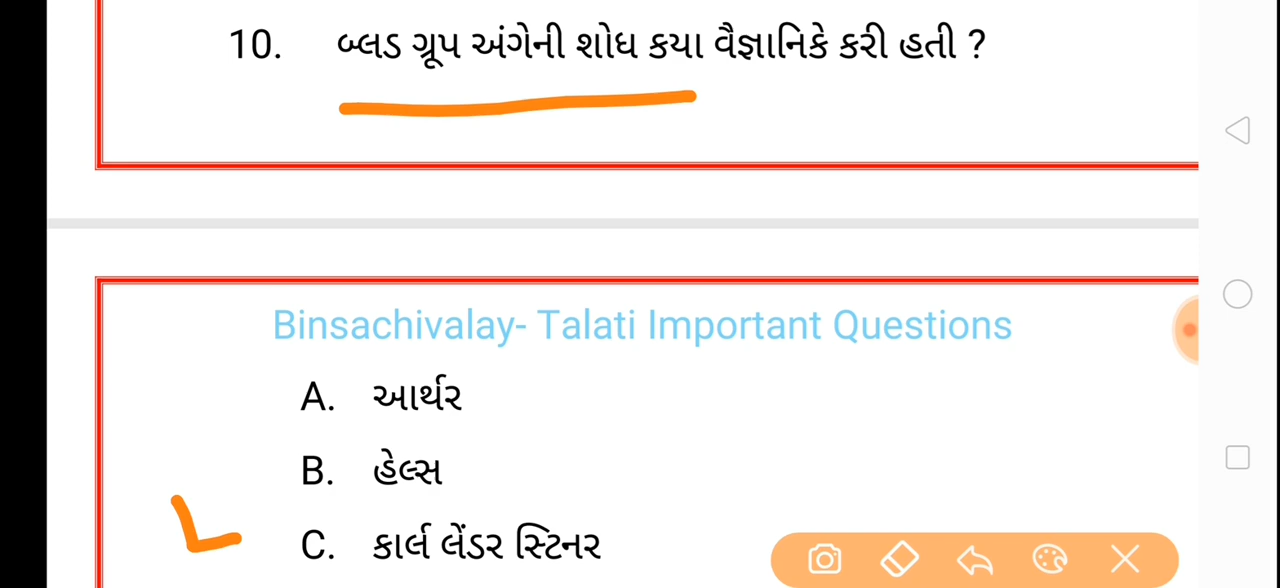 10. બ્લડ ગ્રૂપ અંગેની શોધ કયા વૈજ્ઞાનિકે કરી હતી ?
Binsachivalay- Talati Important Questions
A. આર્થર
B. હેલ્સ
C. કાર્લ લેંડર સ્ટિનર